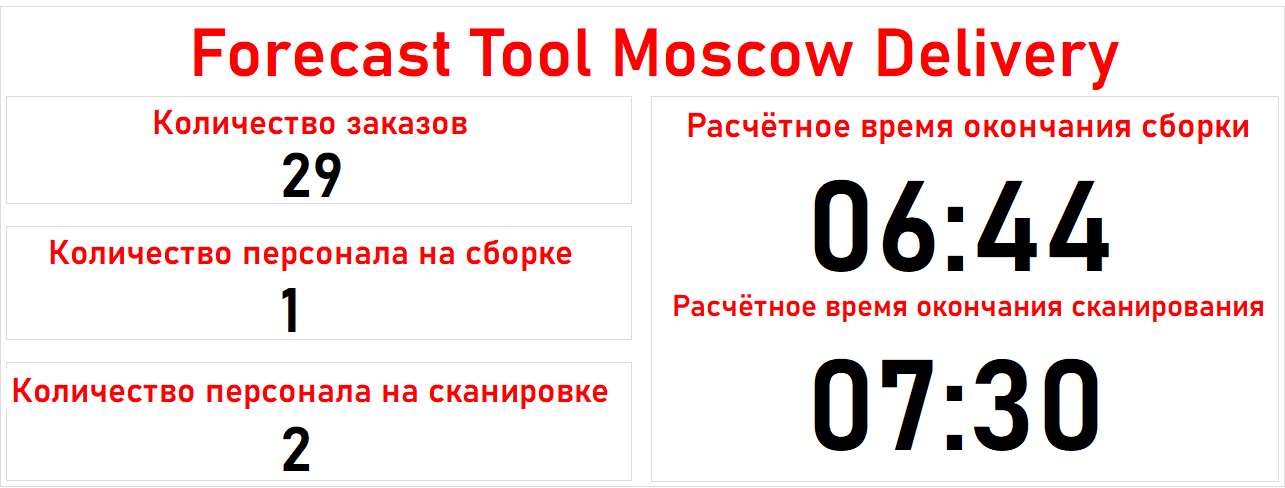 Forecast Tool Moscow Delivery
Количество заказов
29
Количество персонала на сборке
1
Количество персонала на сканировке
2
Расчётное время окончания сборки
06:44
Расчётное время окончания сканирования
07:30